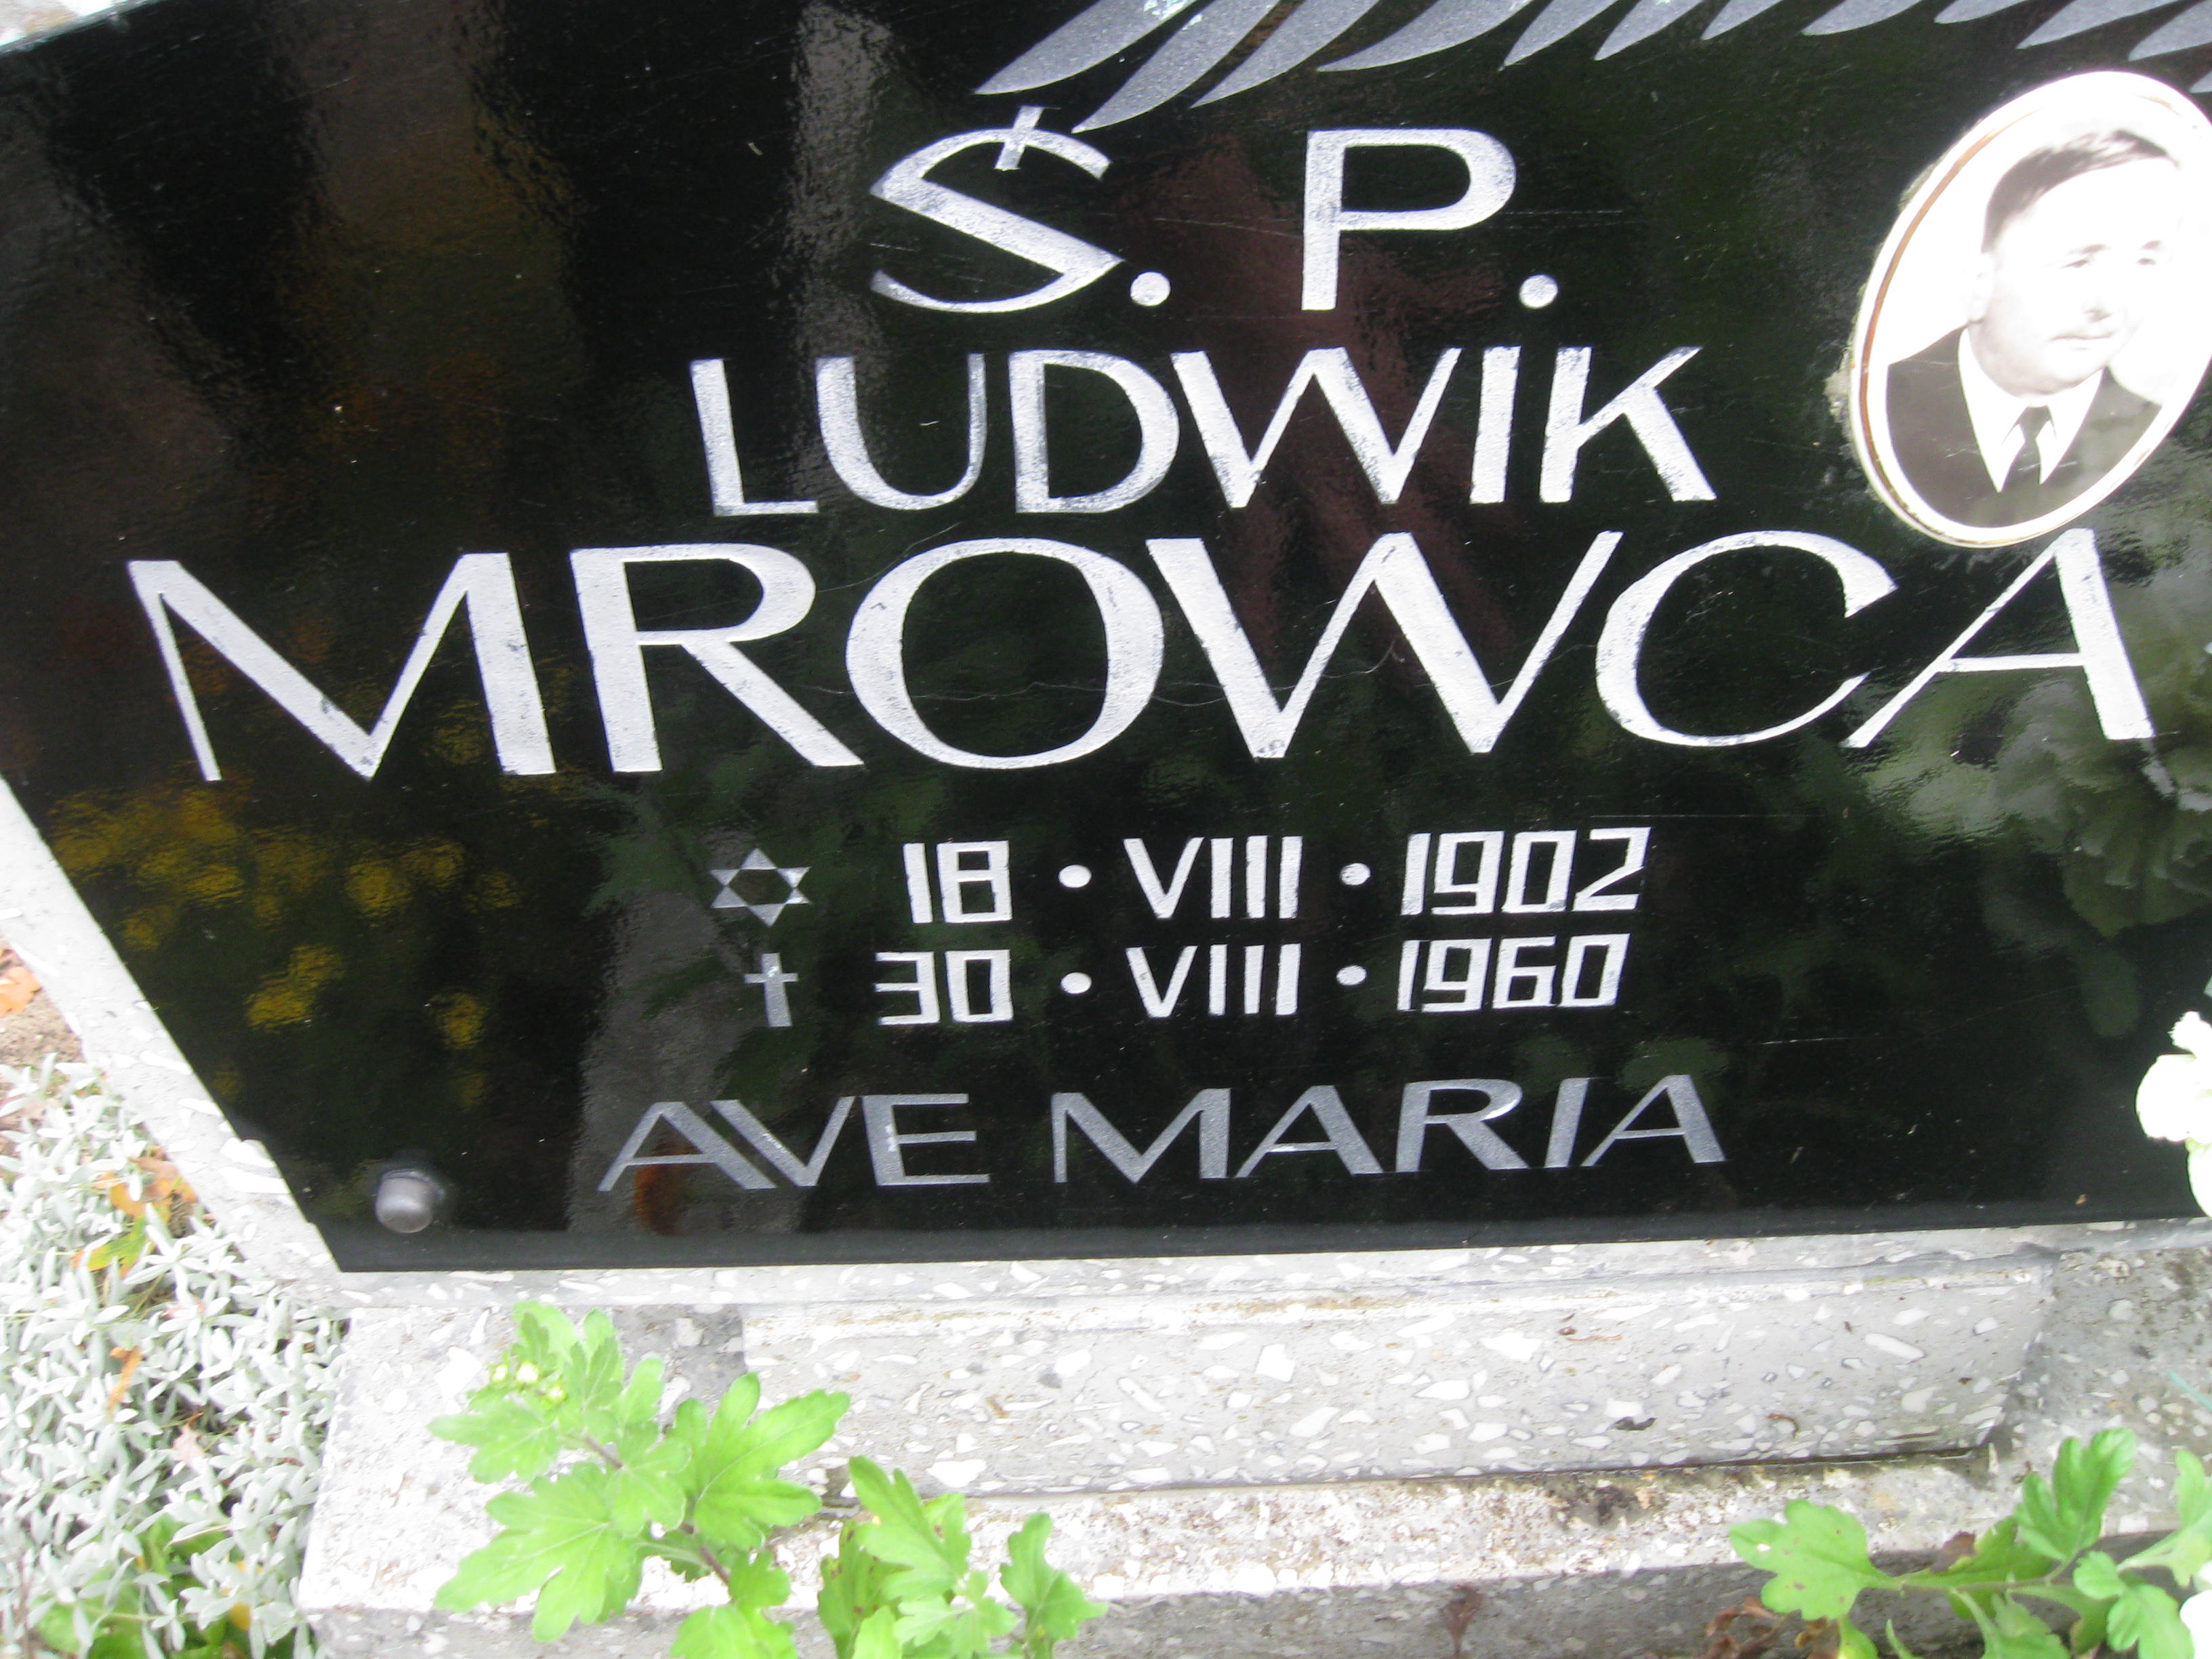 Ś. P.
LUDWIK
MROWCA
✡ 18 • VIII • 1902
✝ 30 • VIII • 1960
AVE MARIA